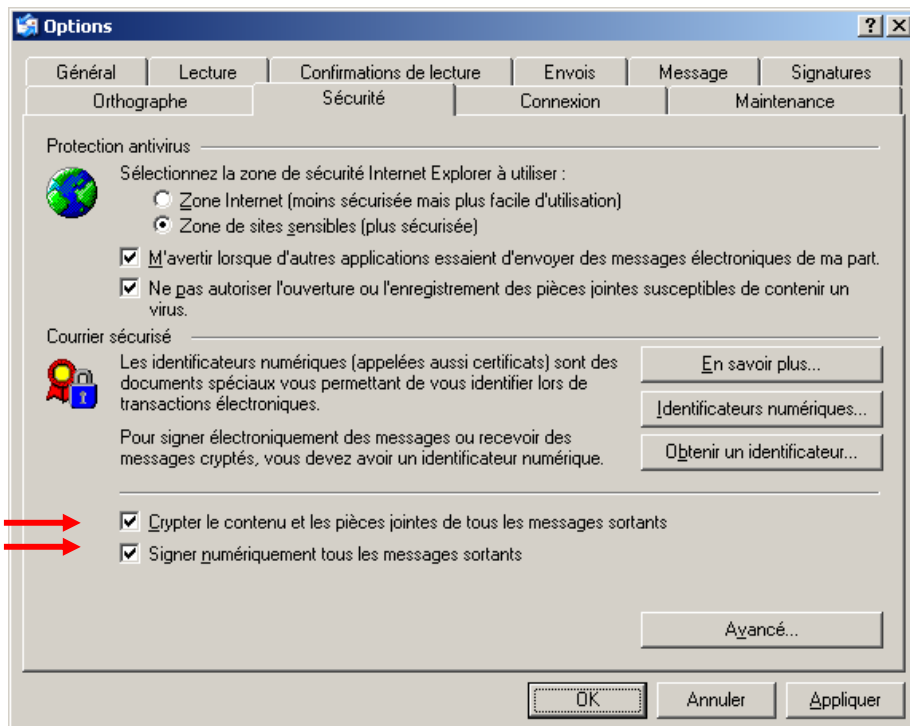 Options
Général Lecture Confirmations de lecture Envois Message Signatures
Orthographe Sécurité Connexion Maintenance
Protection antivirus
Sélectionnez la zone de sécurité Internet Explorer à utiliser :
Zone Internet (moins sécurisée mais plus facile d'utilisation)
Zone de sites sensibles (plus sécurisée)
M'avertir lorsque d'autres applications essaient d'envoyer des messages électroniques de ma part.
Ne pas autoriser l'ouverture ou l'enregistrement des pièces jointes susceptibles de contenir un
virus.
Courrier sécurisé
Les identificateurs numériques (appelées aussi certificats) sont des
documents spéciaux vous permettant de vous identifier lors de
transactions électroniques.
En savoir plus...
Identificateurs numériques...
Pour signer électroniquement des messages ou recevoir des
messages cryptés, vous devez avoir un identificateur numérique.
Obtenir un identificateur...
Crypter le contenu et les pièces jointes de tous les messages sortants
Signer numériquement tous les messages sortants
Avancé...
OK Annuler Appliquer